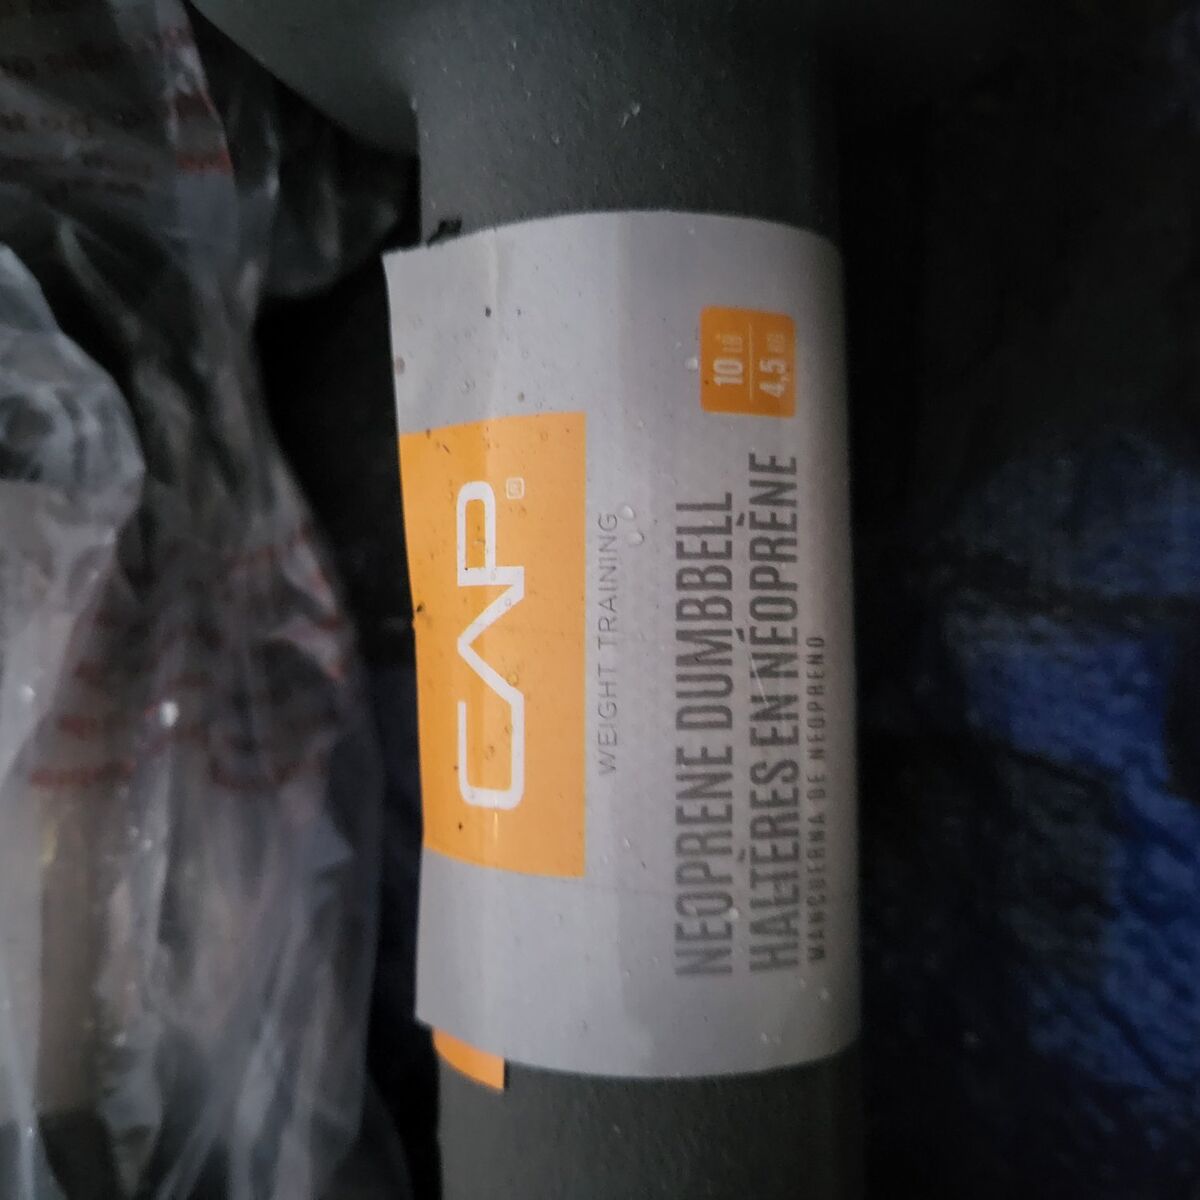 CAP®
WEIGHT TRAINING
NEOPRENE DUMBBELL
HALTÈRES EN NÉOPRÈNE
MANCUERNA DE NEOPRENO
10 LB
4,5 KG